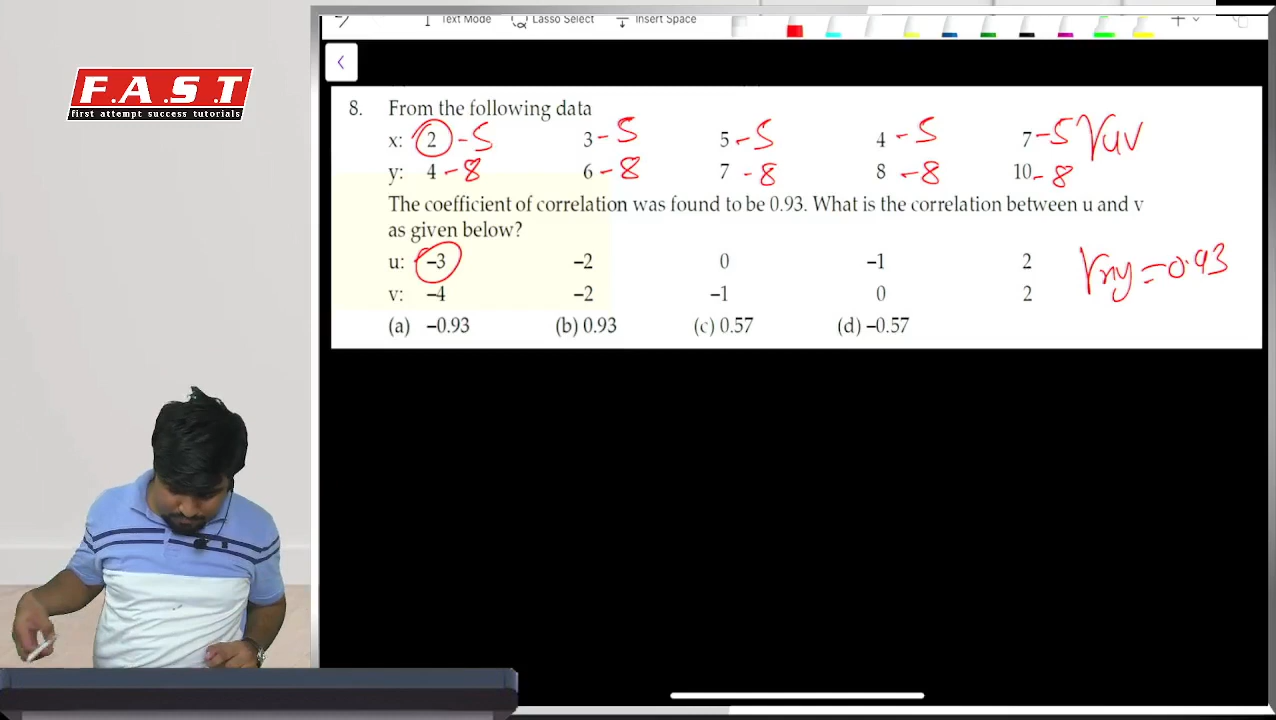 Text Mode Lasso Select Insert Space
F.A.S.T
first attempt success tutorials
8. From the following data
x: 2 -5 3 -5 5 -5 4 -5 7 -5 ruv
y: 4 -8 6 -8 7 -8 8 -8 10 -8
The coefficient of correlation was found to be 0.93. What is the correlation between u and v
as given below?
u: –3 –2 0 –1 2 rxy = 0.93
v: –4 –2 –1 0 2
(a) –0.93 (b) 0.93 (c) 0.57 (d) –0.57